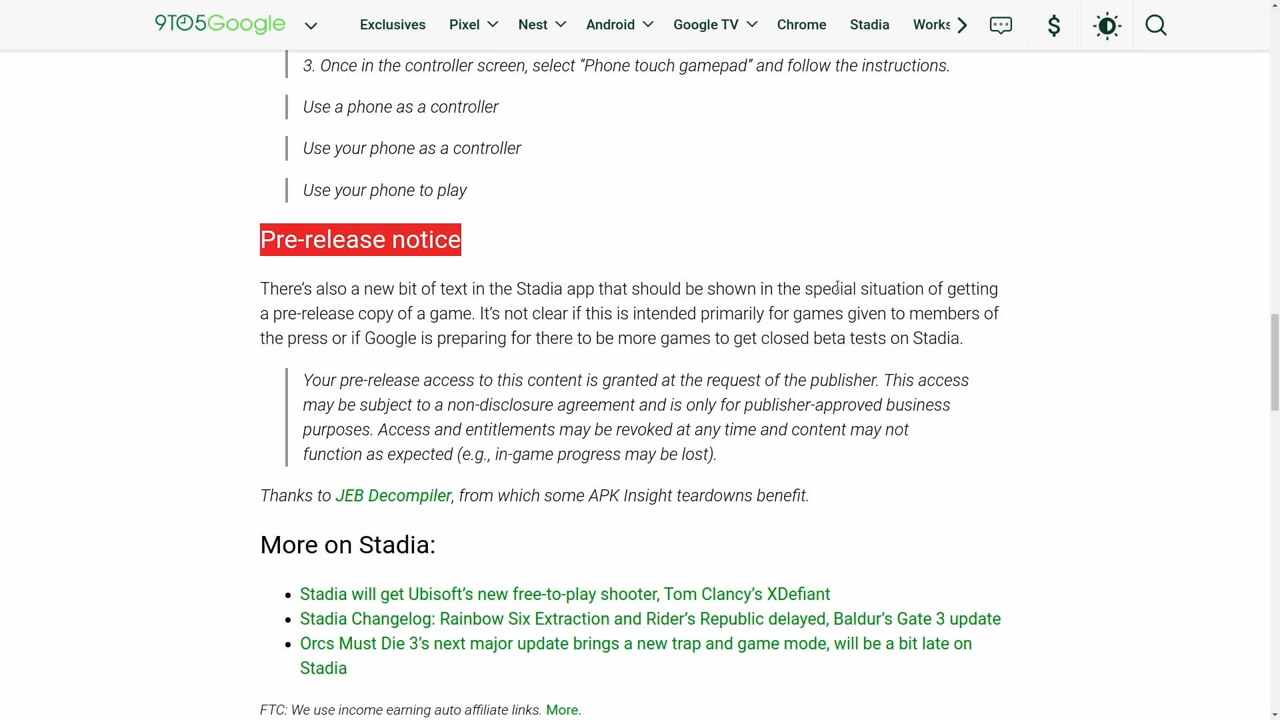 9TO5Google
Exclusives Pixel Nest Android Google TV Chrome Stadia Works
3. Once in the controller screen, select “Phone touch gamepad” and follow the instructions.
Use a phone as a controller
Use your phone as a controller
Use your phone to play
Pre-release notice
There’s also a new bit of text in the Stadia app that should be shown in the special situation of getting
a pre-release copy of a game. It’s not clear if this is intended primarily for games given to members of
the press or if Google is preparing for there to be more games to get closed beta tests on Stadia.
Your pre-release access to this content is granted at the request of the publisher. This access
may be subject to a non-disclosure agreement and is only for publisher-approved business
purposes. Access and entitlements may be revoked at any time and content may not
function as expected (e.g., in-game progress may be lost).
Thanks to JEB Decompiler, from which some APK Insight teardowns benefit.
More on Stadia:
Stadia will get Ubisoft’s new free-to-play shooter, Tom Clancy’s XDefiant
Stadia Changelog: Rainbow Six Extraction and Rider’s Republic delayed, Baldur’s Gate 3 update
Orcs Must Die 3’s next major update brings a new trap and game mode, will be a bit late on
Stadia
FTC: We use income earning auto affiliate links. More.